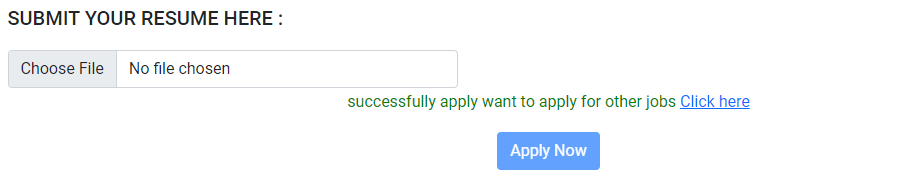 SUBMIT YOUR RESUME HERE :
Choose File No file chosen
successfully apply want to apply for other jobs Click here
Apply Now